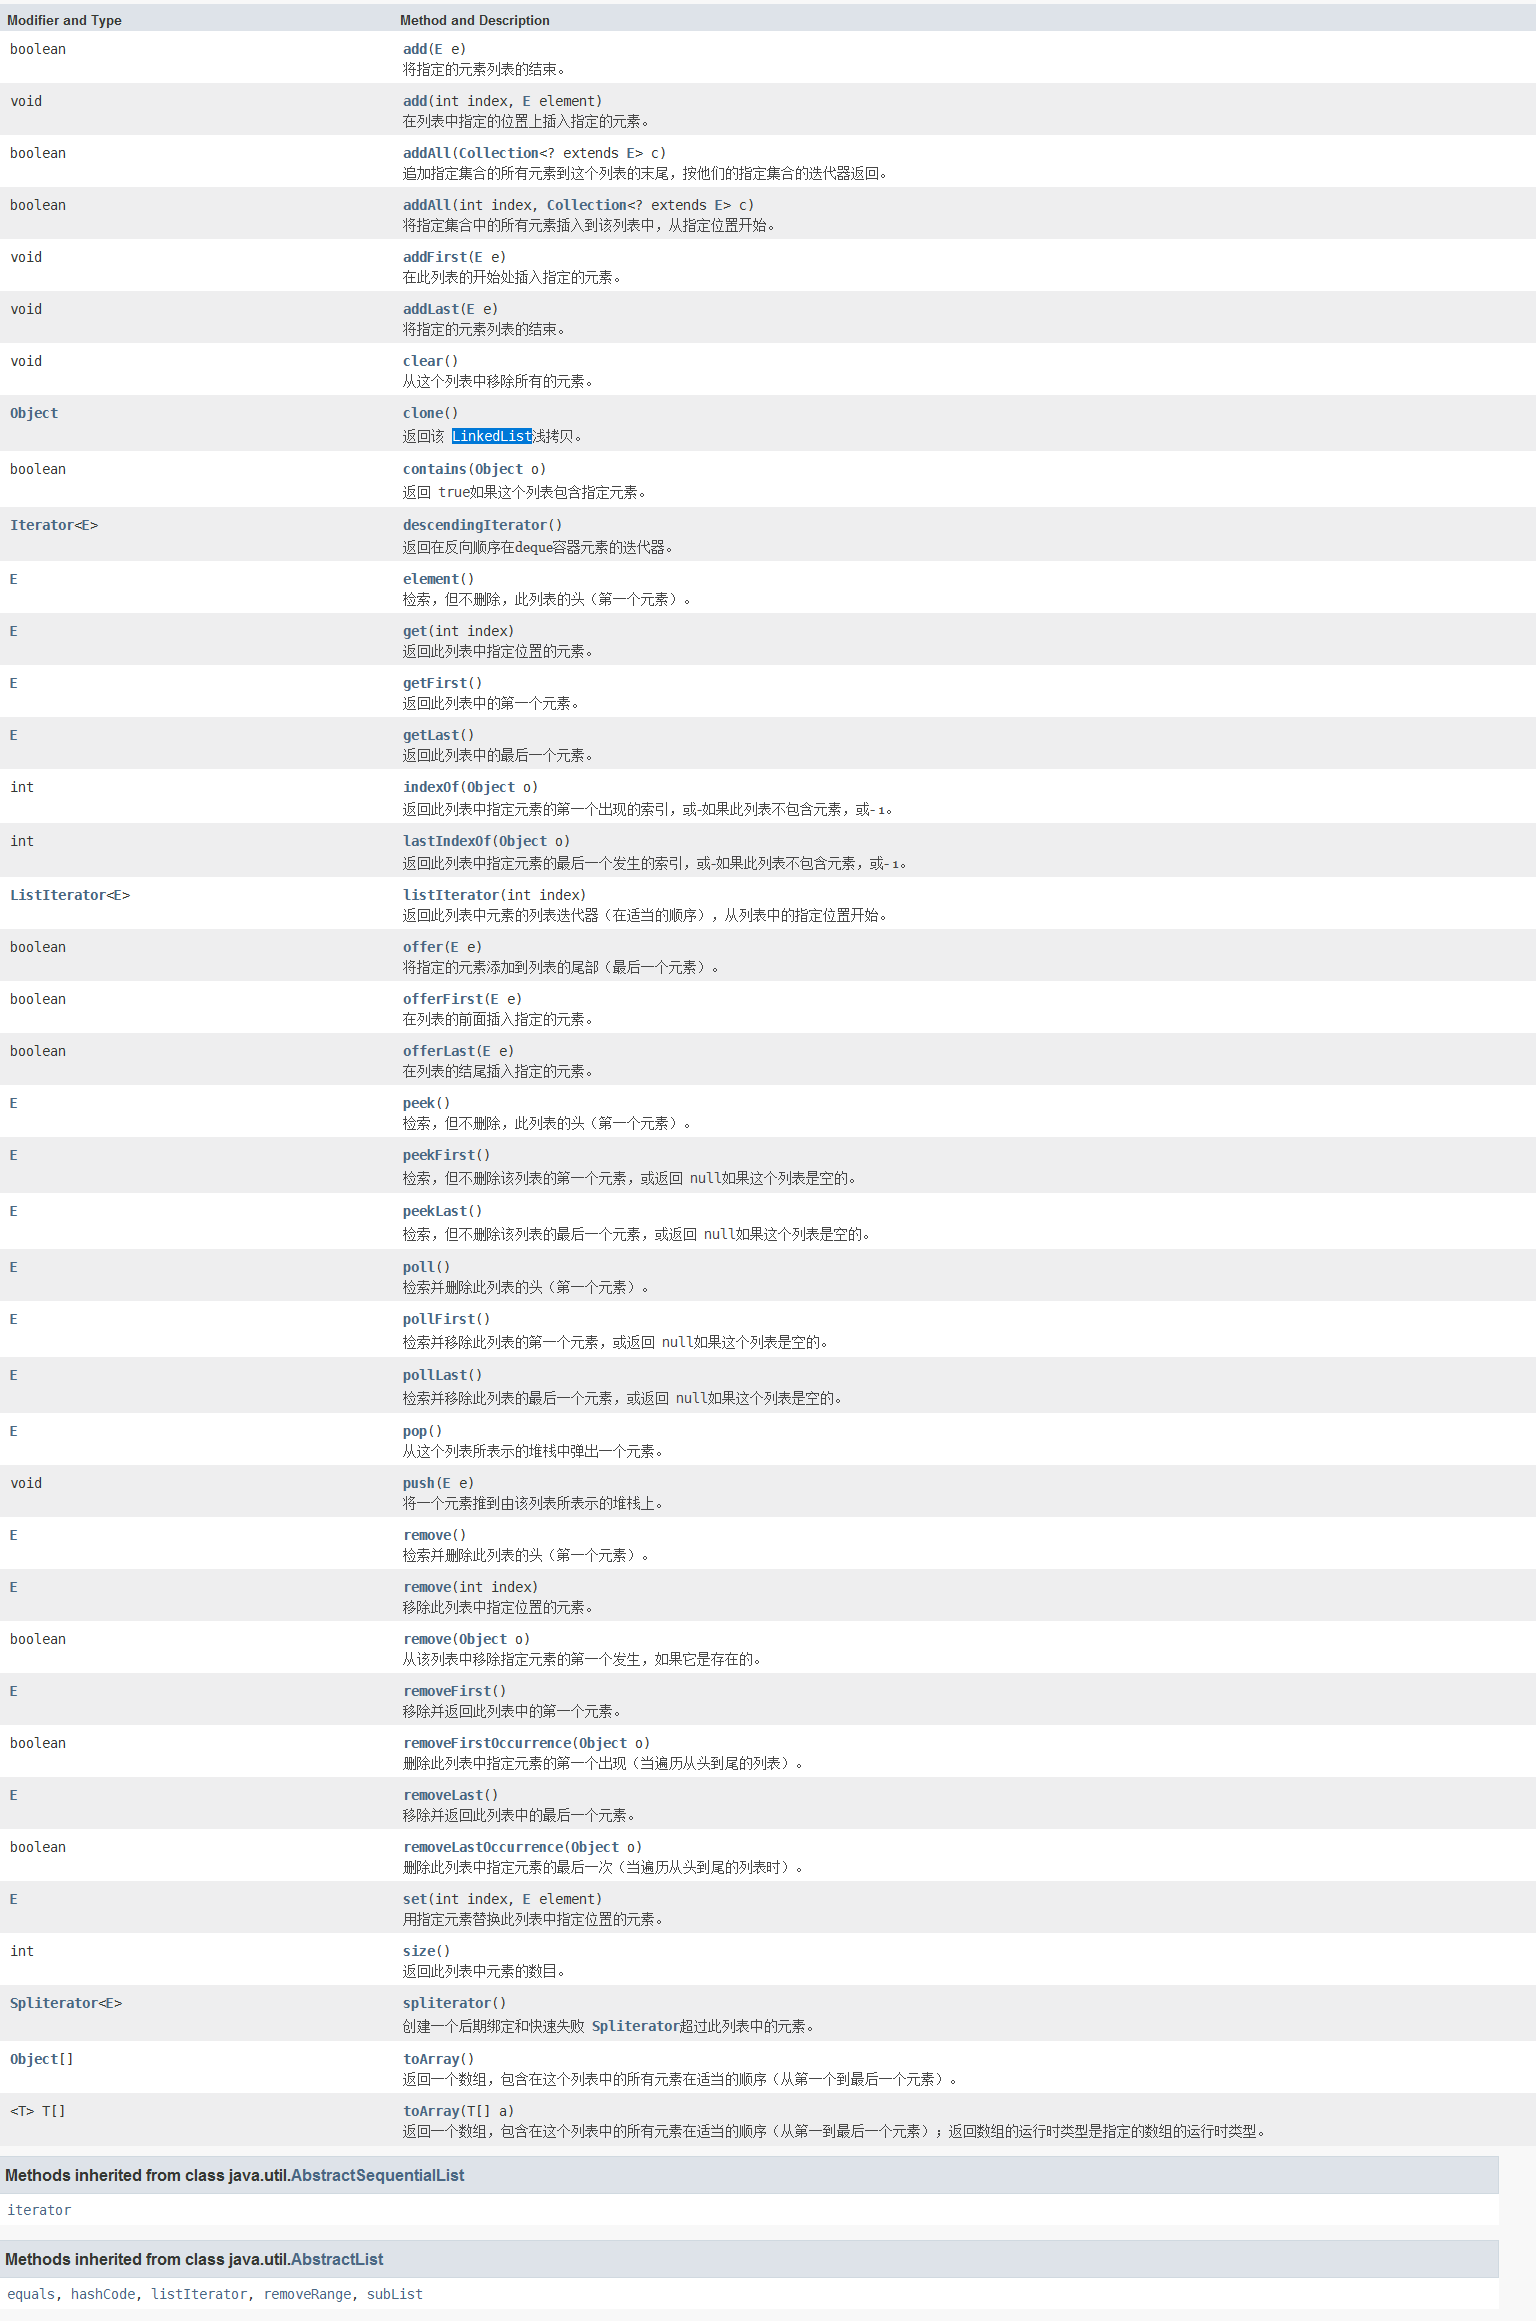 Modifier and Type Method and Description
boolean add(E e)
将指定的元素列表的结束。
void add(int index, E element)
在列表中指定的位置上插入指定的元素。
boolean addAll(Collection<? extends E> c)
追加指定集合的所有元素到这个列表的末尾，按他们的指定集合的迭代器返回。
boolean addAll(int index, Collection<? extends E> c)
将指定集合中的所有元素插入到该列表中，从指定位置开始。
void addFirst(E e)
在此列表的开始处插入指定的元素。
void addLast(E e)
将指定的元素列表的结束。
void clear()
从这个列表中移除所有的元素。
Object clone()
返回该 LinkedList浅拷贝。
boolean contains(Object o)
返回 true如果这个列表包含指定元素。
Iterator<E> descendingIterator()
返回在反向顺序在deque容器元素的迭代器。
E element()
检索，但不删除，此列表的头（第一个元素）。
E get(int index)
返回此列表中指定位置的元素。
E getFirst()
返回此列表中的第一个元素。
E getLast()
返回此列表中的最后一个元素。
int indexOf(Object o)
返回此列表中指定元素的第一个出现的索引，或-如果此列表不包含元素，或- 1。
int lastIndexOf(Object o)
返回此列表中指定元素的最后一个发生的索引，或-如果此列表不包含元素，或- 1。
ListIterator<E> listIterator(int index)
返回此列表中元素的列表迭代器（在适当的顺序），从列表中的指定位置开始。
boolean offer(E e)
将指定的元素添加到列表的尾部（最后一个元素）。
boolean offerFirst(E e)
在列表的前面插入指定的元素。
boolean offerLast(E e)
在列表的结尾插入指定的元素。
E peek()
检索，但不删除，此列表的头（第一个元素）。
E peekFirst()
检索，但不删除该列表的第一个元素，或返回 null如果这个列表是空的。
E peekLast()
检索，但不删除该列表的最后一个元素，或返回 null如果这个列表是空的。
E poll()
检索并删除此列表的头（第一个元素）。
E pollFirst()
检索并移除此列表的第一个元素，或返回 null如果这个列表是空的。
E pollLast()
检索并移除此列表的最后一个元素，或返回 null如果这个列表是空的。
E pop()
从这个列表所表示的堆栈中弹出一个元素。
void push(E e)
将一个元素推到由该列表所表示的堆栈上。
E remove()
检索并删除此列表的头（第一个元素）。
E remove(int index)
移除此列表中指定位置的元素。
boolean remove(Object o)
从该列表中移除指定元素的第一个发生，如果它是存在的。
E removeFirst()
移除并返回此列表中的第一个元素。
boolean removeFirstOccurrence(Object o)
删除此列表中指定元素的第一个出现（当遍历从头到尾的列表）。
E removeLast()
移除并返回此列表中的最后一个元素。
boolean removeLastOccurrence(Object o)
删除此列表中指定元素的最后一次（当遍历从头到尾的列表时）。
E set(int index, E element)
用指定元素替换此列表中指定位置的元素。
int size()
返回此列表中元素的数目。
Spliterator<E> spliterator()
创建一个后期绑定和快速失败 Spliterator超过此列表中的元素。
Object[] toArray()
返回一个数组，包含在这个列表中的所有元素在适当的顺序（从第一个到最后一个元素）。
<T> T[] toArray(T[] a)
返回一个数组，包含在这个列表中的所有元素在适当的顺序（从第一到最后一个元素）；返回数组的运行时类型是指定的数组的运行时类型。
Methods inherited from class java.util.AbstractSequentialList
iterator
Methods inherited from class java.util.AbstractList
equals, hashCode, listIterator, removeRange, subList